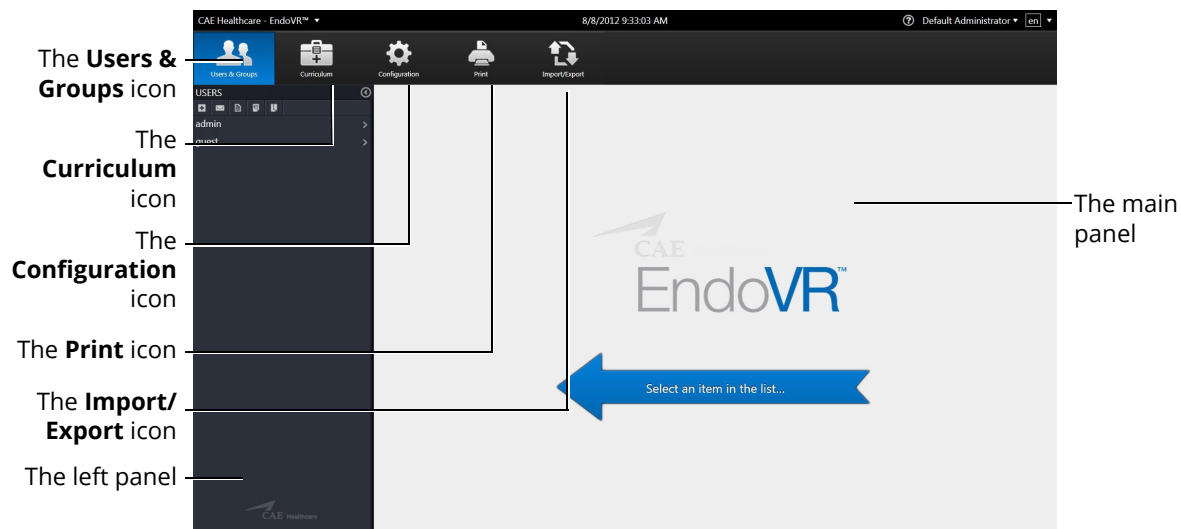 CAE Healthcare - EndoVR™
8/8/2012 9:33:03 AM
Default Administrator
en
Users & Groups
Curriculum
Configuration
Print
Import/Export
The Users &
Groups icon
USERS
admin
guest
The
Curriculum
icon
The
Configuration
icon
The main
panel
CAE
EndoVR™
The Print icon
Select an item in the list...
The Import/
Export icon
The left panel
CAE Healthcare